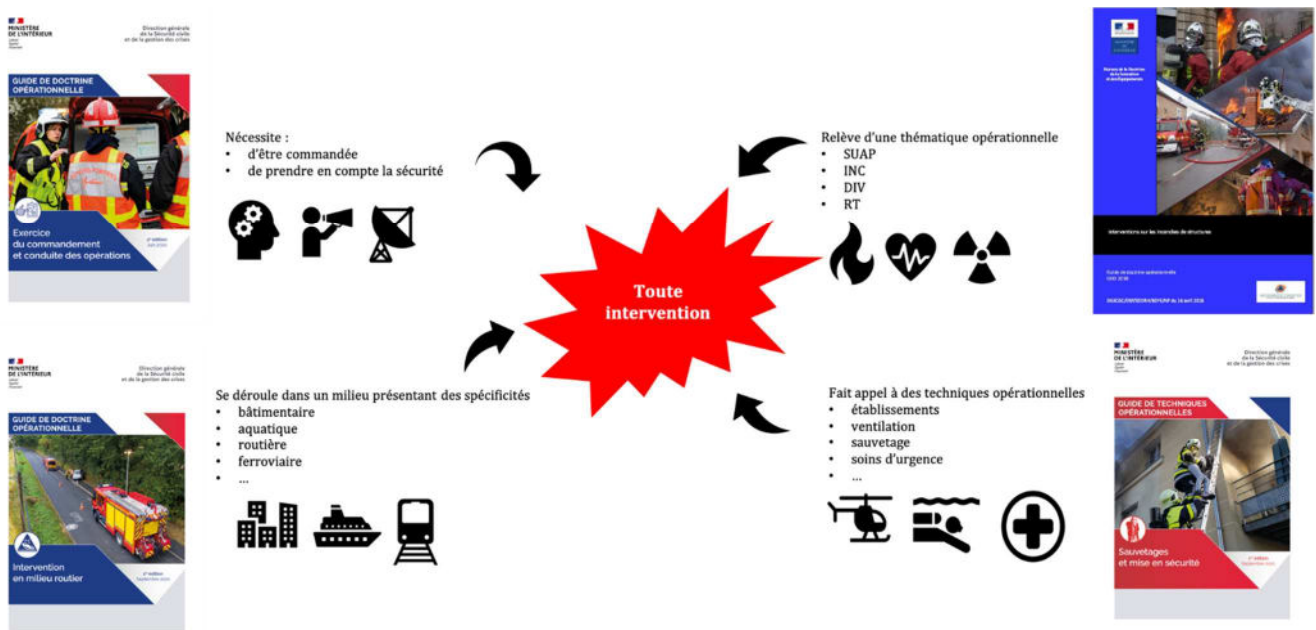 MINISTÈRE
DE L'INTÉRIEUR
Direction générale
de la Sécurité civile
et de la gestion des crises
GUIDE DE DOCTRINE
OPÉRATIONNELLE
Exercice
du commandement
et conduite des opérations
Nécessite :
• d'être commandée
• de prendre en compte la sécurité
Relève d'une thématique opérationnelle
• SUAP
• INC
• DIV
• RT
Interventions sur les incendies de structures
Toute
intervention
MINISTÈRE
DE L'INTÉRIEUR
Direction générale
de la Sécurité civile
et de la gestion des crises
GUIDE DE DOCTRINE
OPÉRATIONNELLE
Intervention
en milieu routier
Se déroule dans un milieu présentant des spécificités
• bâtimentaire
• aquatique
• routière
• ferroviaire
• ...
Fait appel à des techniques opérationnelles
• établissements
• ventilation
• sauvetage
• soins d'urgence
• ...
MINISTÈRE
DE L'INTÉRIEUR
Direction générale
de la Sécurité civile
et de la gestion des crises
GUIDE DE TECHNIQUES
OPÉRATIONNELLES
Sauvetages
et mise en sécurité